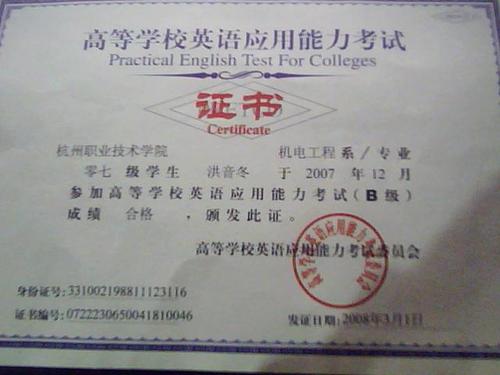 高等学校英语应用能力考试
Practical English Test For Colleges
证书
Certificate
杭州职业技术学院 机电工程系/专业
零七 级学生 洪音冬 于 2007 年 12 月
参加高等学校英语应用能力考试(B级)
成绩 合格 ,颁发此证。
高等学校英语应用能力考试委员会
身份证号:331002198811123116
证书编号:0722230650041810046
发证日期:2008年3月1日